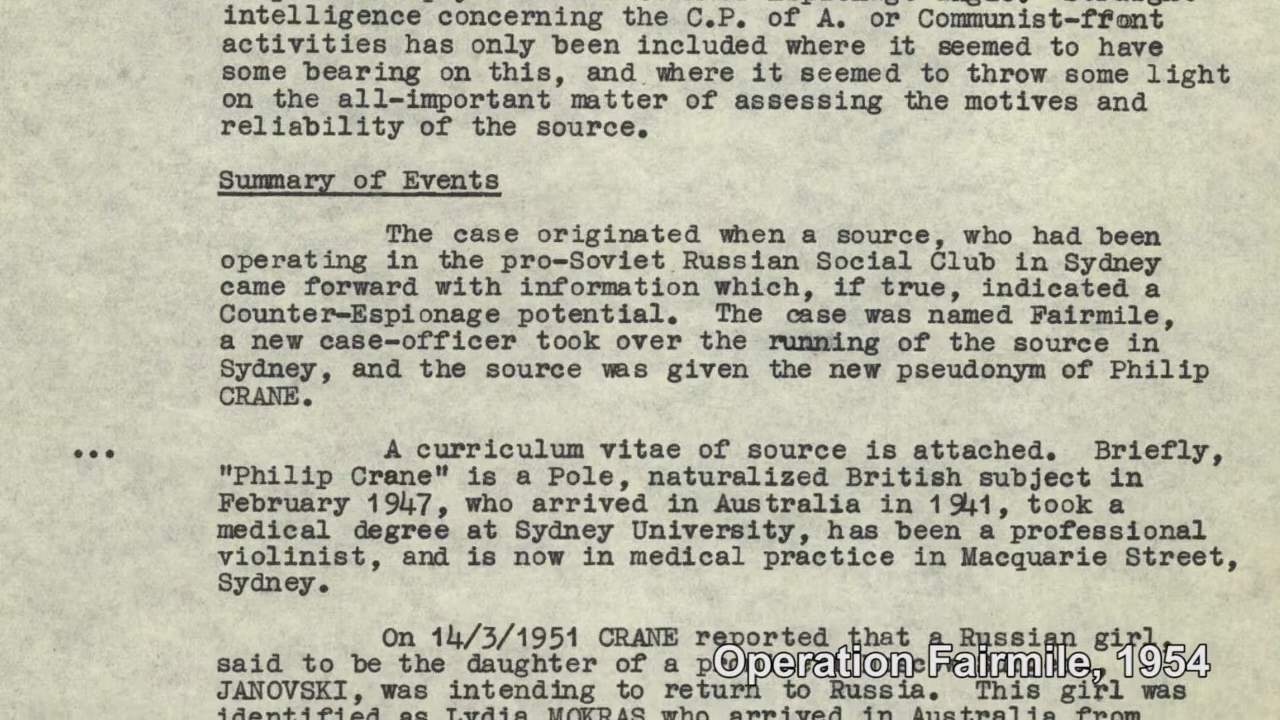 intelligence concerning the C.P. of A. or Communist-front
activities has only been included where it seemed to have
some bearing on this, and where it seemed to throw some light
on the all-important matter of assessing the motives and
reliability of the source.
Summary of Events
The case originated when a source, who had been
operating in the pro-Soviet Russian Social Club in Sydney
came forward with information which, if true, indicated a
Counter-Espionage potential. The case was named Fairmile,
a new case-officer took over the running of the source in
Sydney, and the source was given the new pseudonym of Philip
CRANE.
... A curriculum vitae of source is attached. Briefly,
"Philip Crane" is a Pole, naturalized British subject in
February 1947, who arrived in Australia in 1941, took a
medical degree at Sydney University, has been a professional
violinist, and is now in medical practice in Macquarie Street,
Sydney.
On 14/3/1951 CRANE reported that a Russian girl,
said to be the daughter of a
Operation Fairmile, 1954
JANOVSKI, was intending to return to Russia. This girl was
identified as Lydia MOKRAS who arrived in Australia from